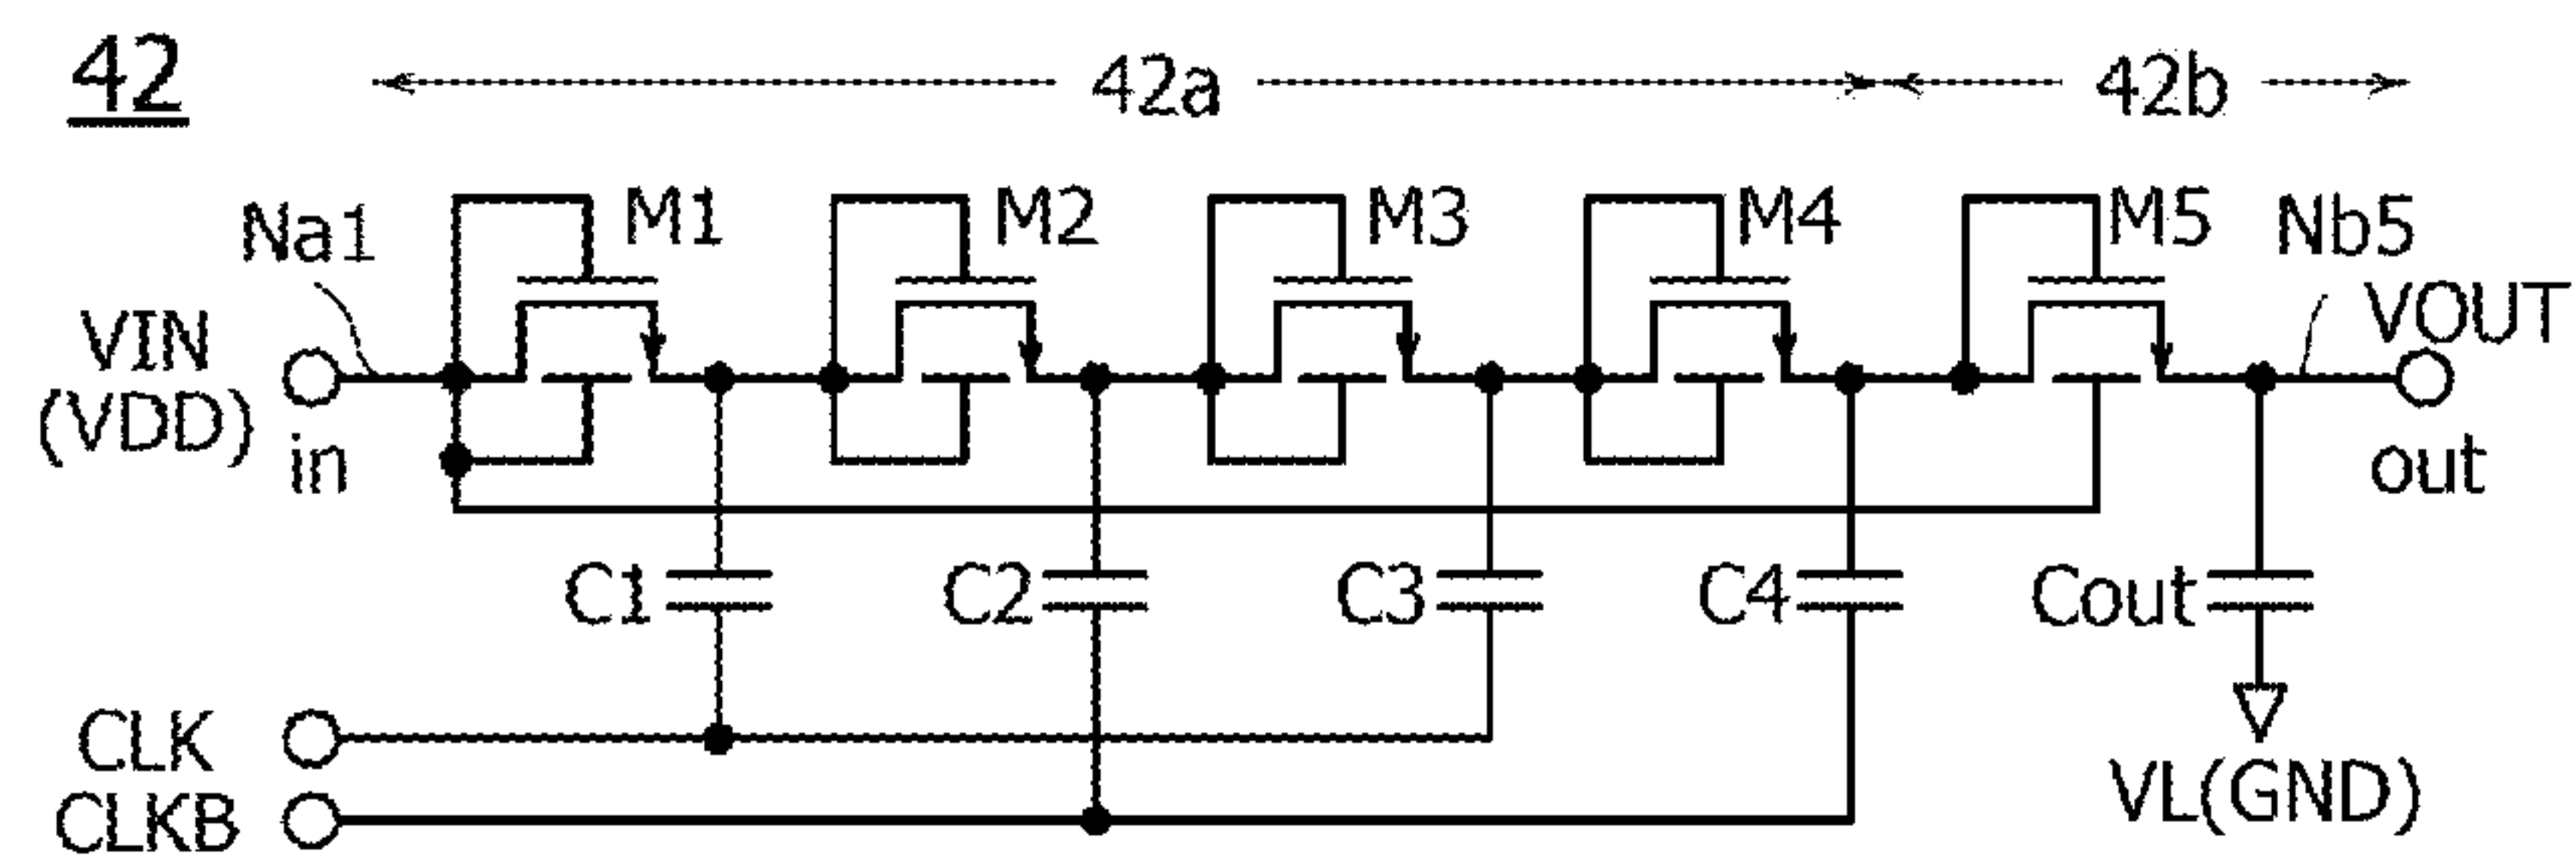 42
42a
42b
Na1
M1
M2
M3
M4
M5
Nb5
VIN
(VDD)
in
VOUT
out
C1
C2
C3
C4
Cout
CLK
CLKB
VL(GND)